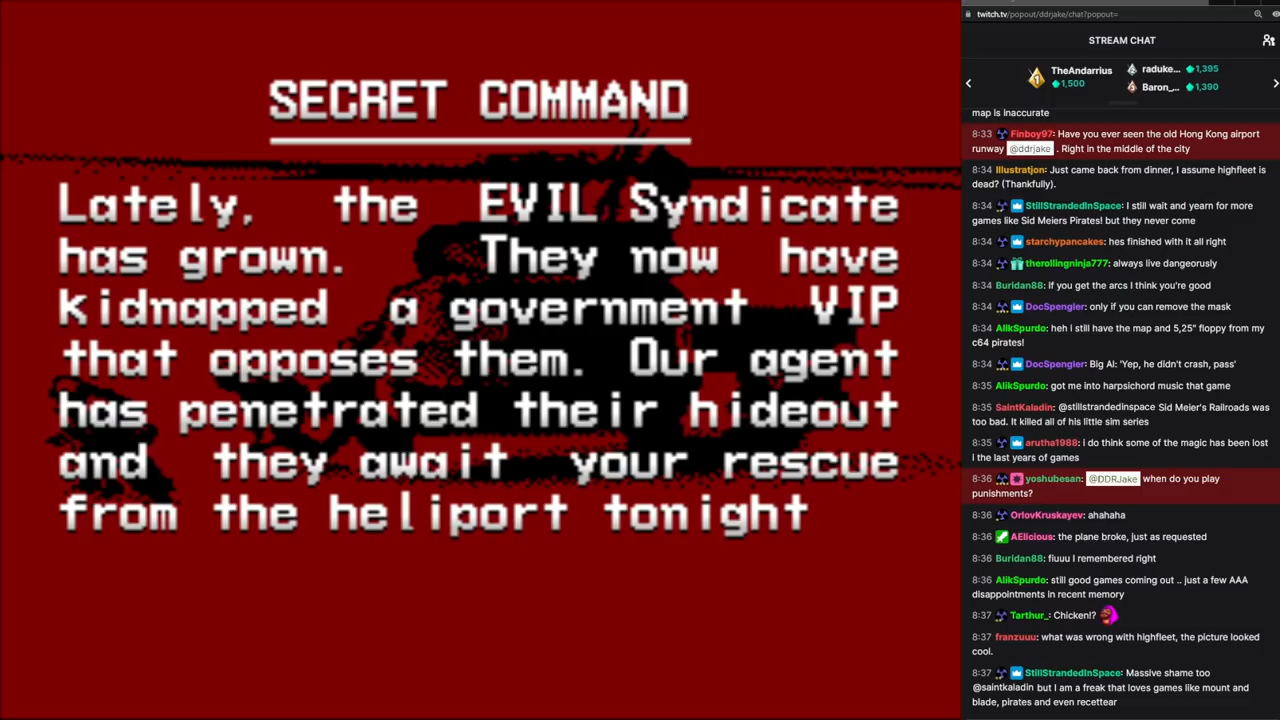 SECRET COMMAND
Lately, the EVIL Syndicate
has grown. They now have
kidnapped a government VIP
that opposes them. Our agent
has penetrated their hideout
and they await your rescue
from the heliport tonight
twitch.tv/popout/ddrjake/chat?popout=
STREAM CHAT
1 TheAndarrius
1,500
raduke... 1,395
Baron_... 1,390
map is inaccurate
8:33 Finboy97: Have you ever seen the old Hong Kong airport
runway @ddrjake . Right in the middle of the city
8:34 Illustratjon: Just came back from dinner, I assume highfleet is
dead? (Thankfully).
8:34 StillStrandedInSpace: I still wait and yearn for more
games like Sid Meiers Pirates! but they never come
8:34 starchypancakes: hes finished with it all right
8:34 therollingninja777: always live dangeorusly
8:34 Buridan88: if you get the arcs I think you're good
8:34 DocSpengler: only if you can remove the mask
8:34 AlikSpurdo: heh i still have the map and 5,25" floppy from my
c64 pirates!
8:34 DocSpengler: Big Al: 'Yep, he didn't crash, pass'
8:35 AlikSpurdo: got me into harpsichord music that game
8:35 SaintKaladin: @stillstrandedinspace Sid Meier's Railroads was
too bad. It killed all of his little sim series
8:35 arutha1988: i do think some of the magic has been lost
i the last years of games
8:36 yoshubesan: @DDRJake when do you play
punishments?
8:36 OrlovKruskayev: ahahaha
8:36 AElicious: the plane broke, just as requested
8:36 Buridan88: fiuuu I remembered right
8:36 AlikSpurdo: still good games coming out .. just a few AAA
disappointments in recent memory
8:37 Tarthur_: Chicken!?
8:37 franzuuu: what was wrong with highfleet, the picture looked
cool.
8:37 StillStrandedInSpace: Massive shame too
@saintkaladin but I am a freak that loves games like mount and
blade, pirates and even recettear